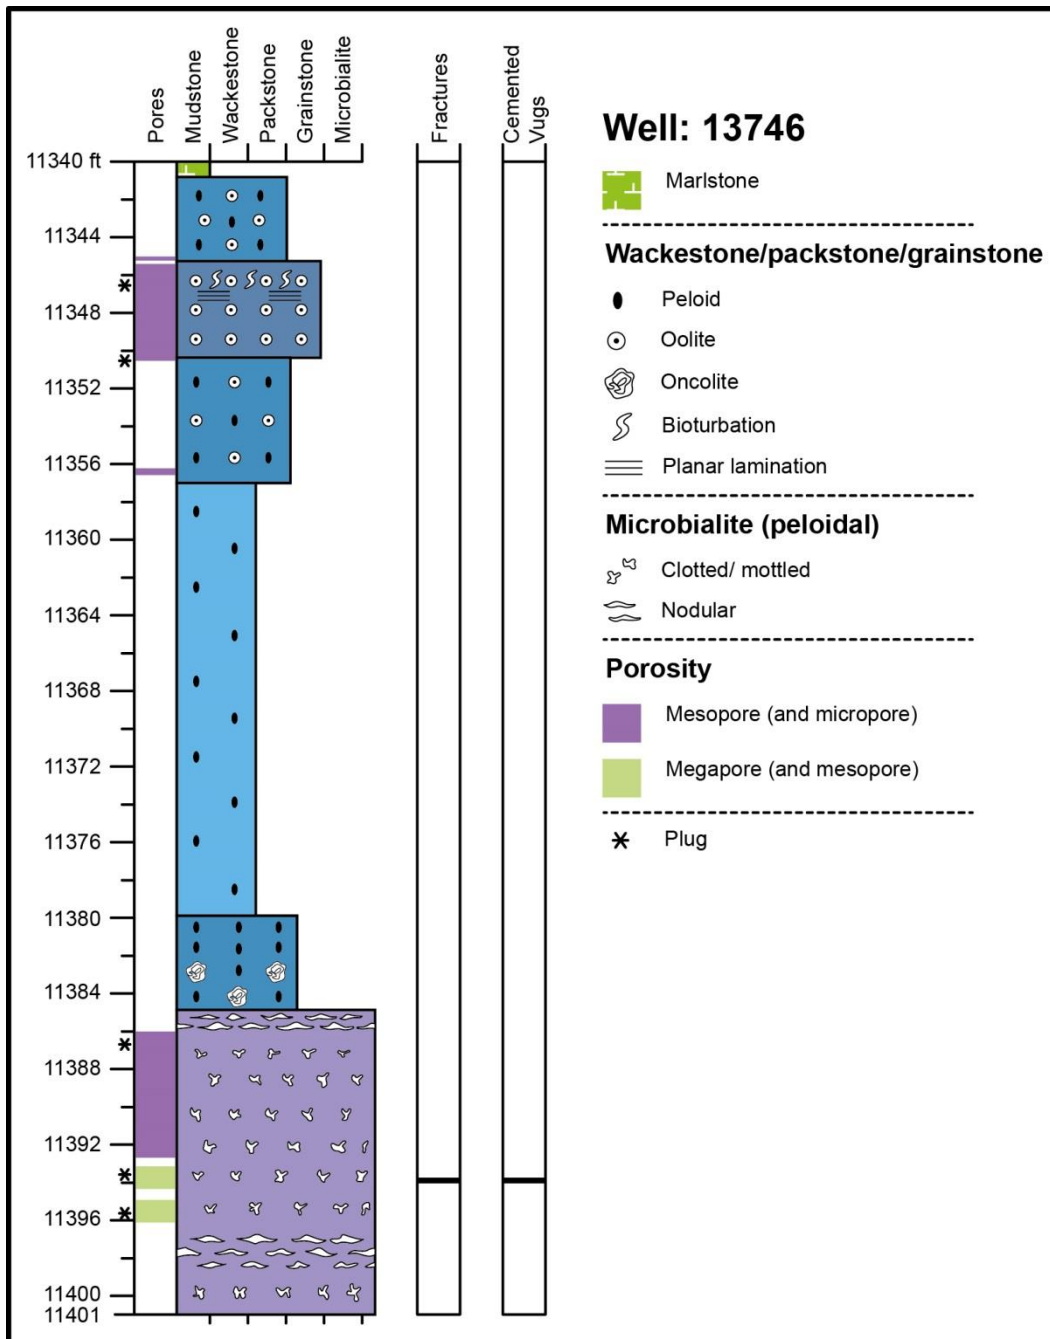 Pores
Mudstone
Wackestone
Packstone
Grainstone
Microbialite
Fractures
Cemented
Vugs
11340 ft
11344
11348
11352
11356
11360
11364
11368
11372
11376
11380
11384
11388
11392
11396
11400
11401
Well: 13746
Marlstone
Wackestone/packstone/grainstone
Peloid
Oolite
Oncolite
Bioturbation
Planar lamination
Microbialite (peloidal)
Clotted/ mottled
Nodular
Porosity
Mesopore (and micropore)
Megapore (and mesopore)
Plug